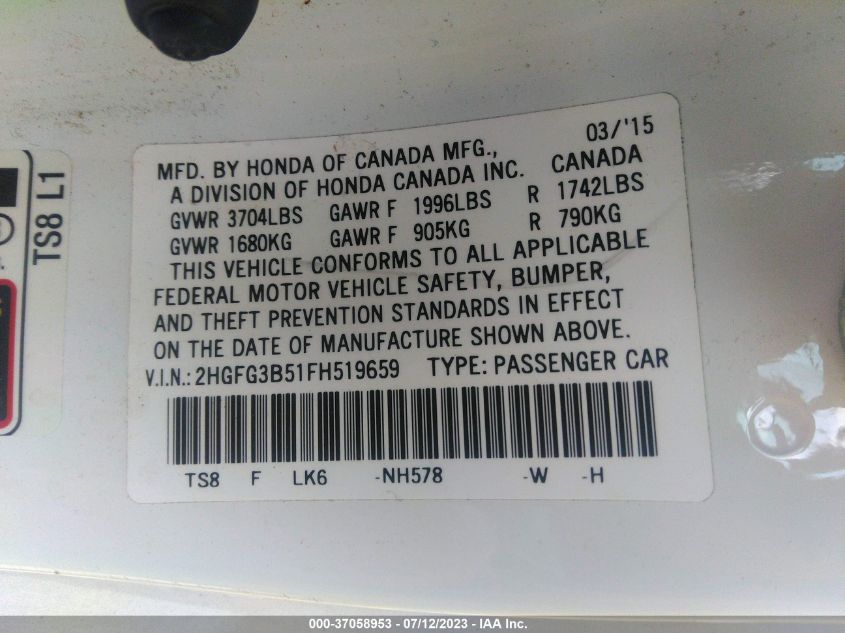 03/'15
MFD. BY HONDA OF CANADA MFG.,
A DIVISION OF HONDA CANADA INC. CANADA
GVWR 3704LBS GAWR F 1996LBS R 1742LBS
GVWR 1680KG GAWR F 905KG R 790KG
THIS VEHICLE CONFORMS TO ALL APPLICABLE
FEDERAL MOTOR VEHICLE SAFETY, BUMPER,
AND THEFT PREVENTION STANDARDS IN EFFECT
ON THE DATE OF MANUFACTURE SHOWN ABOVE.
V.I.N.: 2HGFG3B51FH519659 TYPE: PASSENGER CAR
TS8 F LK6 -NH578 -W -H
TS8 L1
000-37058953 - 07/12/2023 - IAA Inc.